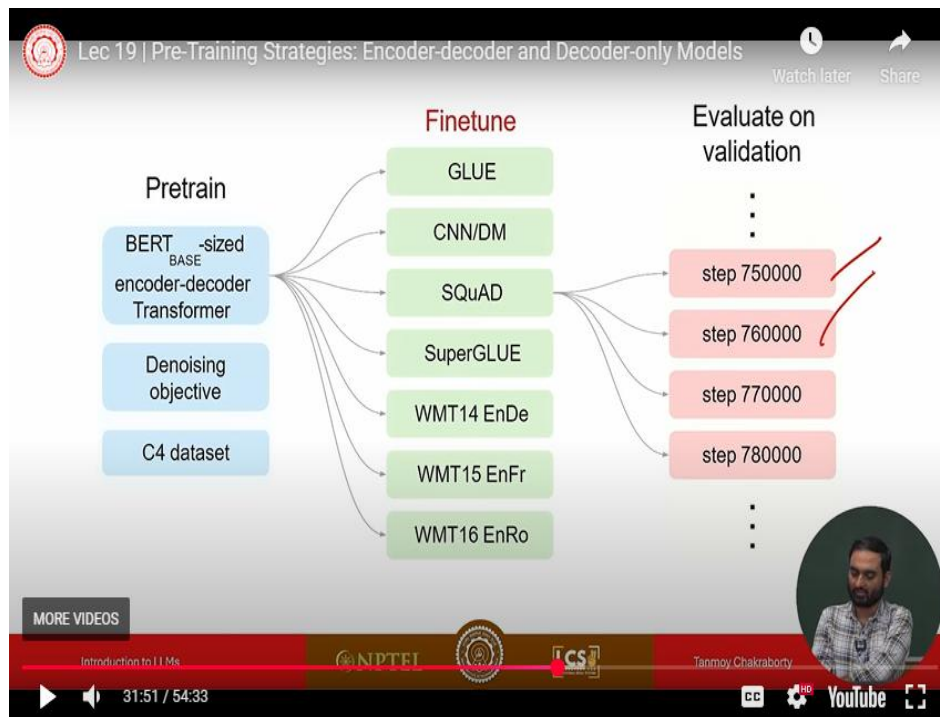 Lec 19 | Pre-Training Strategies: Encoder-decoder and Decoder-only Models
Watch later
Share
Pretrain
BERT BASE -sized
encoder-decoder
Transformer
Denoising
objective
C4 dataset
Finetune
GLUE
CNN/DM
SQuAD
SuperGLUE
WMT14 EnDe
WMT15 EnFr
WMT16 EnRo
Evaluate on
validation
step 750000
step 760000
step 770000
step 780000
MORE VIDEOS
Introduction to LLMs
NPTEL
LCS
Tanmoy Chakraborty
31:51 / 54:33
CC
HD
YouTube